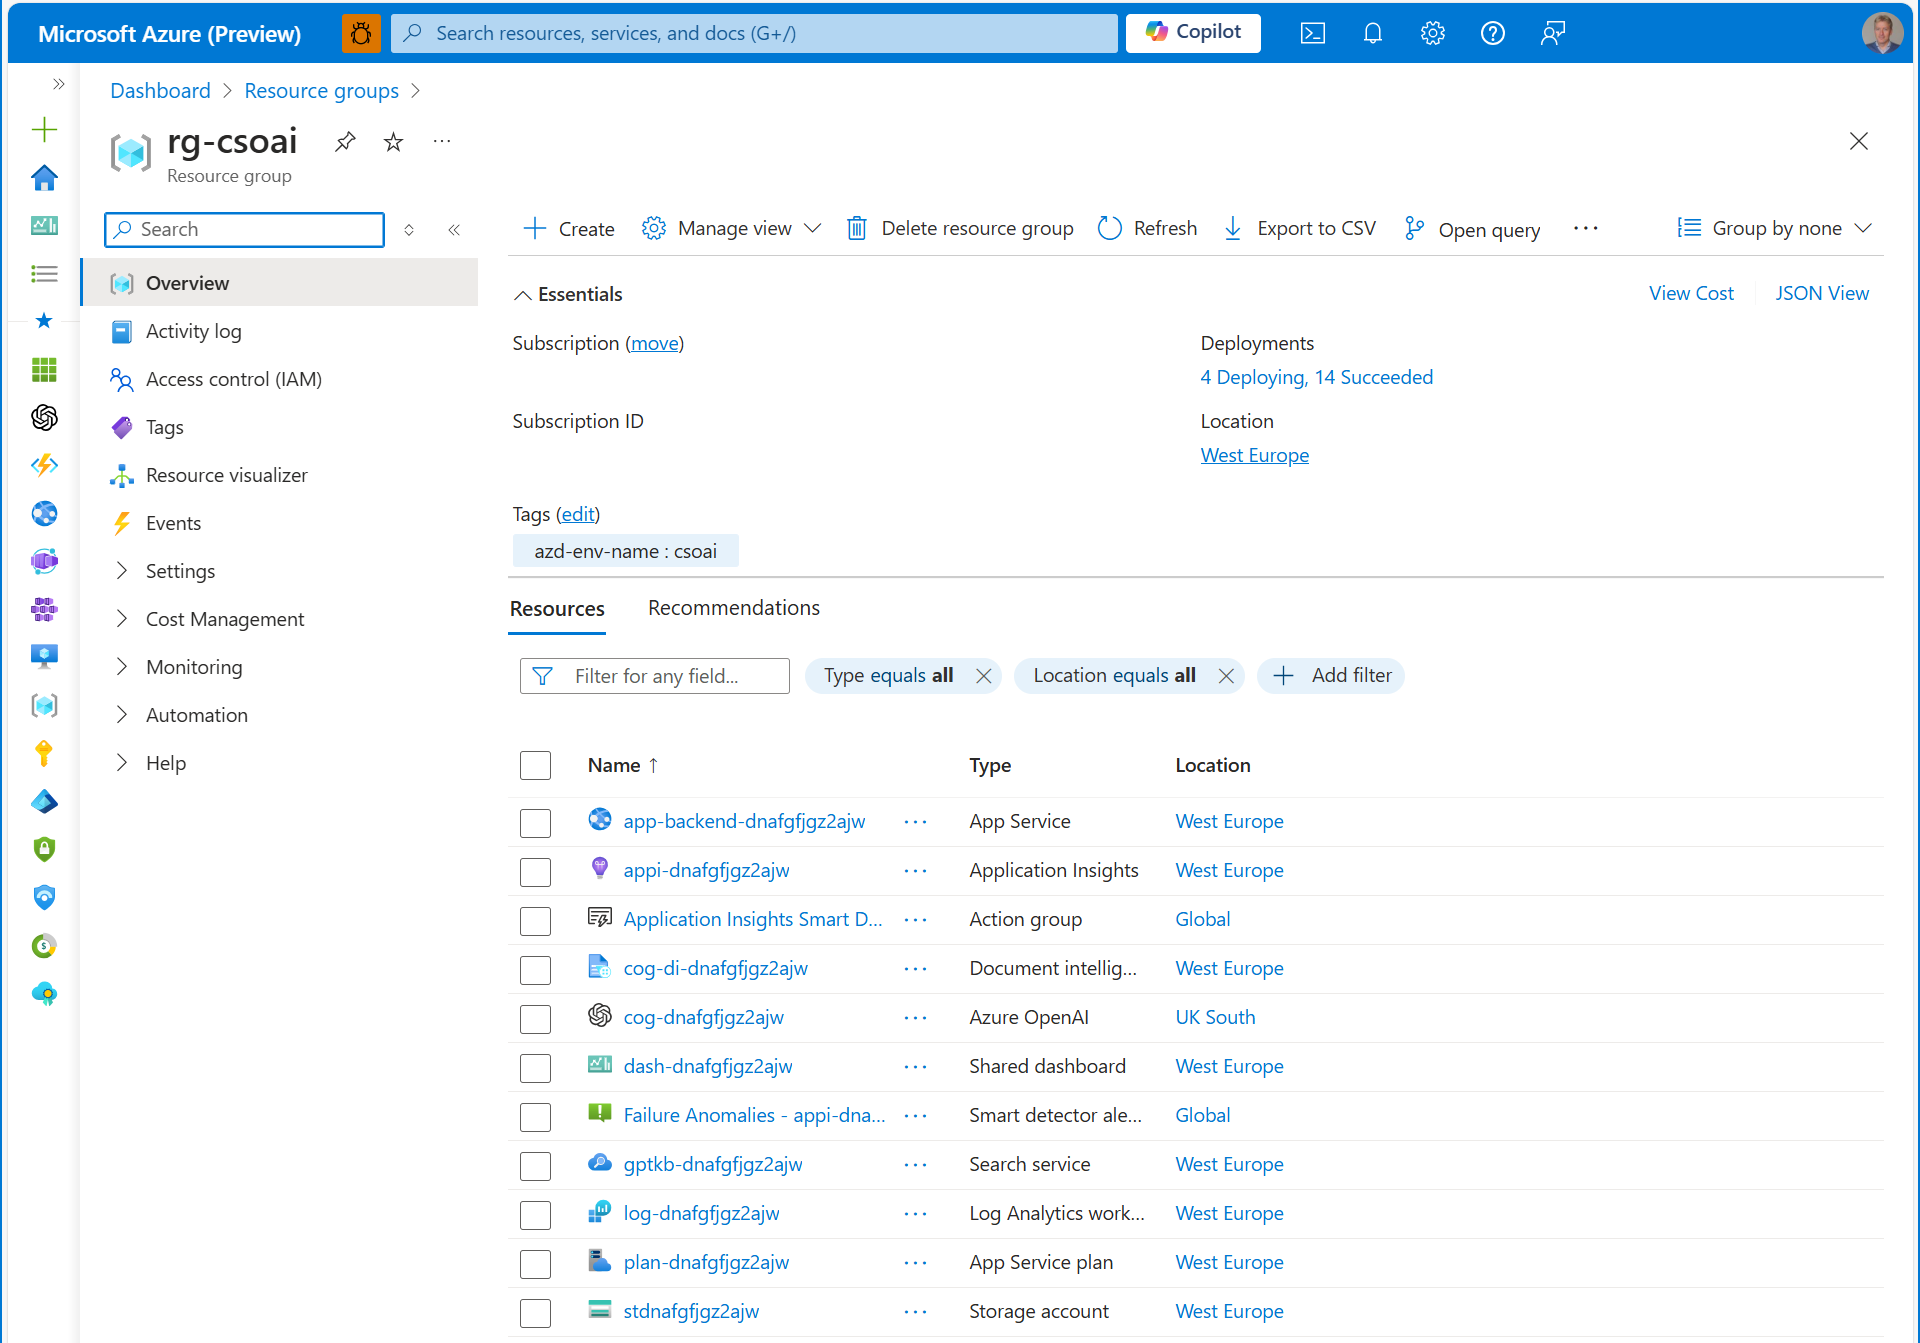 Microsoft Azure (Preview)
Search resources, services, and docs (G+/)
Copilot
Dashboard > Resource groups >
rg-csoai
Resource group
Search
Overview
Activity log
Access control (IAM)
Tags
Resource visualizer
Events
Settings
Cost Management
Monitoring
Automation
Help
Create
Manage view
Delete resource group
Refresh
Export to CSV
Open query
Group by none
Essentials
View Cost
JSON View
Subscription (move)
Deployments
4 Deploying, 14 Succeeded
Subscription ID
Location
West Europe
Tags (edit)
azd-env-name : csoai
Resources
Recommendations
Filter for any field...
Type equals all
Location equals all
Add filter
Name ↑ Type Location
app-backend-dnafgfjgz2ajw ... App Service West Europe
appi-dnafgfjgz2ajw ... Application Insights West Europe
Application Insights Smart D... ... Action group Global
cog-di-dnafgfjgz2ajw ... Document intellig... West Europe
cog-dnafgfjgz2ajw ... Azure OpenAI UK South
dash-dnafgfjgz2ajw ... Shared dashboard West Europe
Failure Anomalies - appi-dna... ... Smart detector ale... Global
gptkb-dnafgfjgz2ajw ... Search service West Europe
log-dnafgfjgz2ajw ... Log Analytics work... West Europe
plan-dnafgfjgz2ajw ... App Service plan West Europe
stdnafgfjgz2ajw ... Storage account West Europe